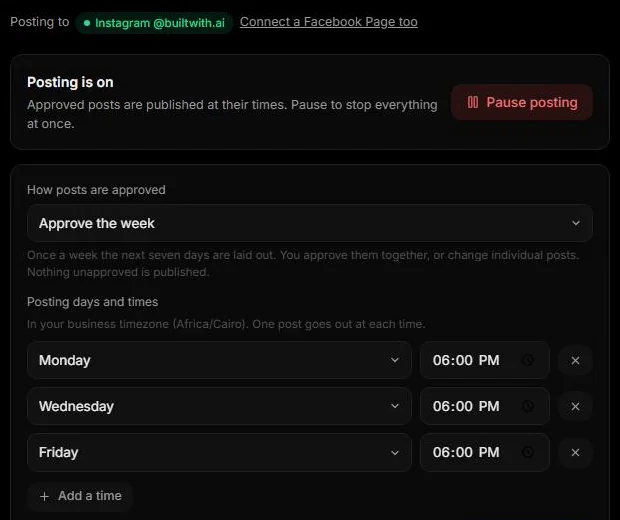 Posting to Instagram @builtwith.ai Connect a Facebook Page too
Posting is on
Approved posts are published at their times. Pause to stop everything
at once.
Pause posting
How posts are approved
Approve the week
Once a week the next seven days are laid out. You approve them together, or change individual posts.
Nothing unapproved is published.
Posting days and times
In your business timezone (Africa/Cairo). One post goes out at each time.
Monday 06:00 PM
Wednesday 06:00 PM
Friday 06:00 PM
Add a time